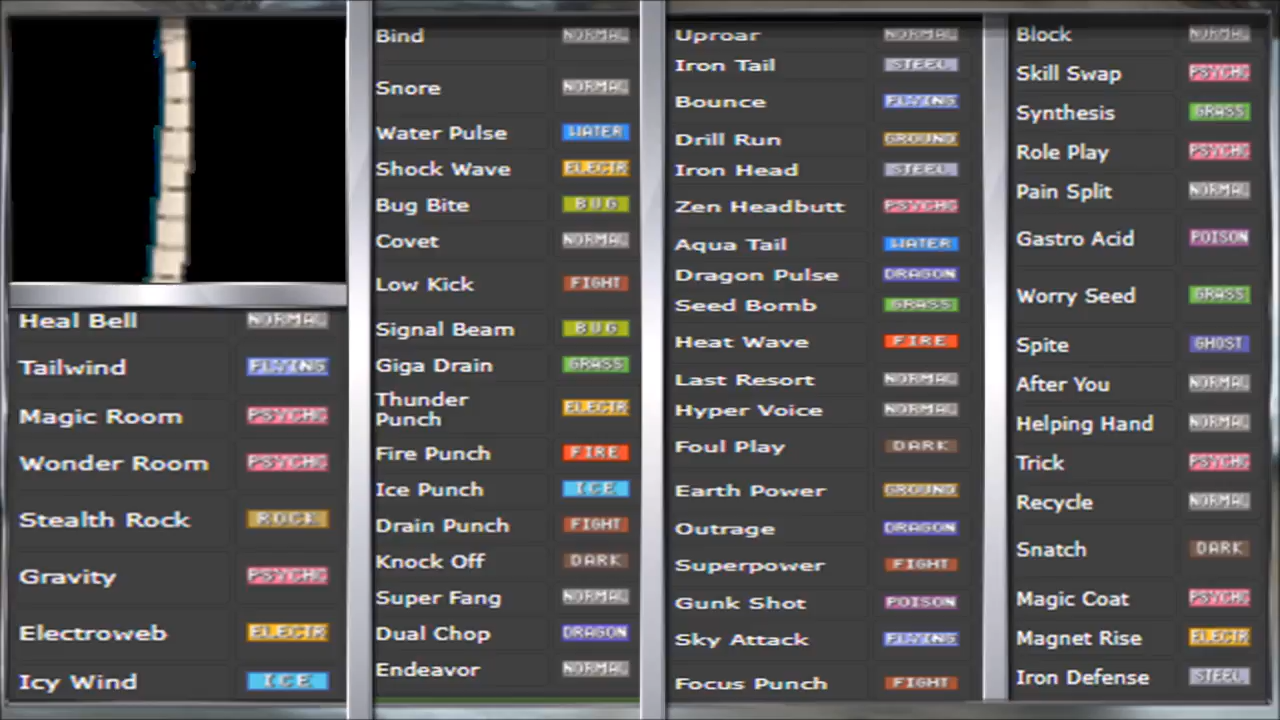 Heal Bell NORMAL
Tailwind FLYING
Magic Room PSYCHC
Wonder Room PSYCHC
Stealth Rock ROCK
Gravity PSYCHC
Electroweb ELECTR
Icy Wind ICE
Bind NORMAL
Snore NORMAL
Water Pulse WATER
Shock Wave ELECTR
Bug Bite BUG
Covet NORMAL
Low Kick FIGHT
Signal Beam BUG
Giga Drain GRASS
Thunder
Punch ELECTR
Fire Punch FIRE
Ice Punch ICE
Drain Punch FIGHT
Knock Off DARK
Super Fang NORMAL
Dual Chop DRAGON
Endeavor NORMAL
Uproar NORMAL
Iron Tail STEEL
Bounce FLYING
Drill Run GROUND
Iron Head STEEL
Zen Headbutt PSYCHC
Aqua Tail WATER
Dragon Pulse DRAGON
Seed Bomb GRASS
Heat Wave FIRE
Last Resort NORMAL
Hyper Voice NORMAL
Foul Play DARK
Earth Power GROUND
Outrage DRAGON
Superpower FIGHT
Gunk Shot POISON
Sky Attack FLYING
Focus Punch FIGHT
Block NORMAL
Skill Swap PSYCHC
Synthesis GRASS
Role Play PSYCHC
Pain Split NORMAL
Gastro Acid POISON
Worry Seed GRASS
Spite GHOST
After You NORMAL
Helping Hand NORMAL
Trick PSYCHC
Recycle NORMAL
Snatch DARK
Magic Coat PSYCHC
Magnet Rise ELECTR
Iron Defense STEEL